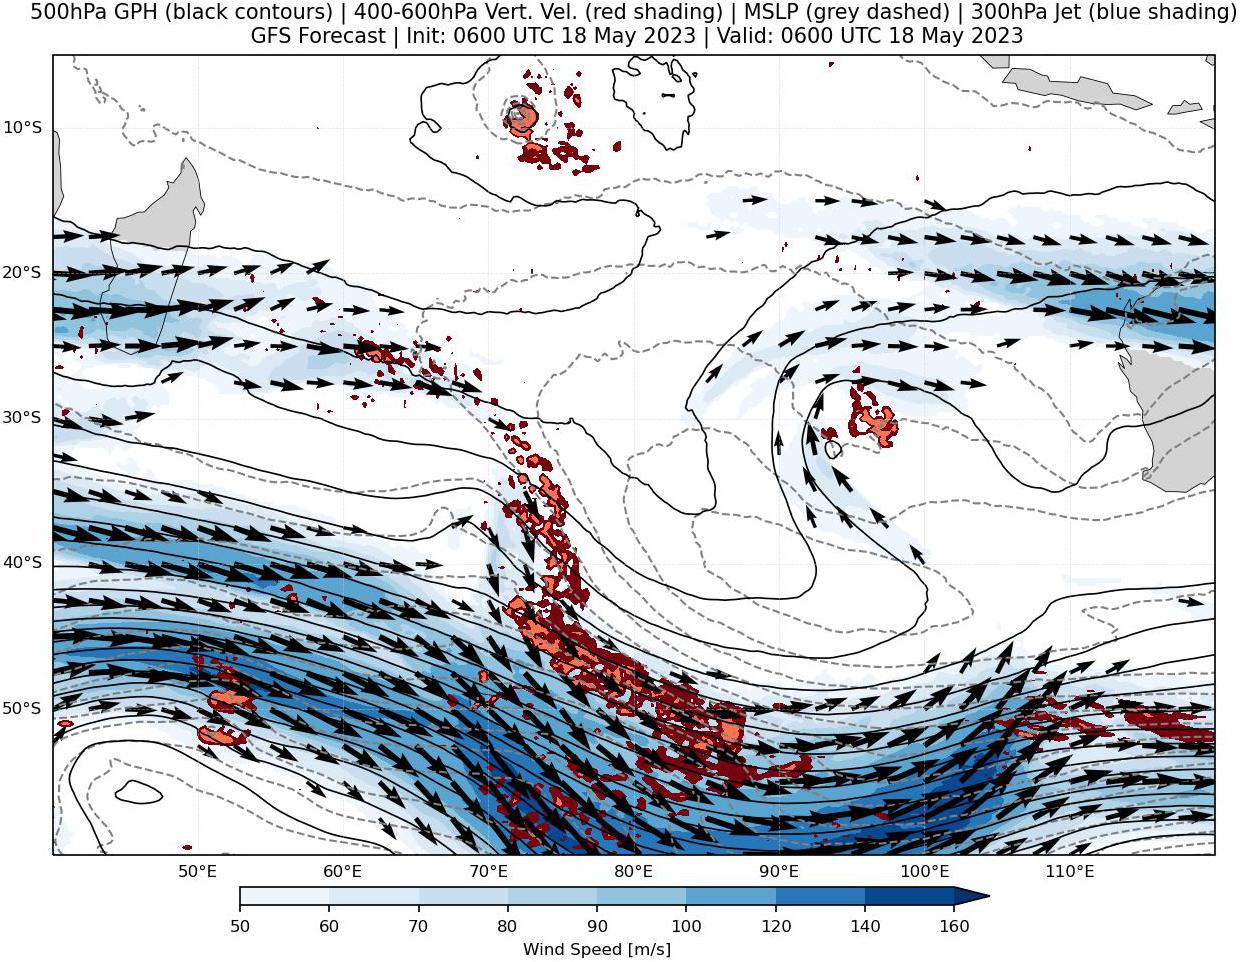 500hPa GPH (black contours) | 400-600hPa Vert. Vel. (red shading) | MSLP (grey dashed) | 300hPa Jet (blue shading)
GFS Forecast | Init: 0600 UTC 18 May 2023 | Valid: 0600 UTC 18 May 2023
10°S
20°S
30°S
40°S
50°S
50°E 60°E 70°E 80°E 90°E 100°E 110°E
50 60 70 80 90 100 120 140 160
Wind Speed [m/s]